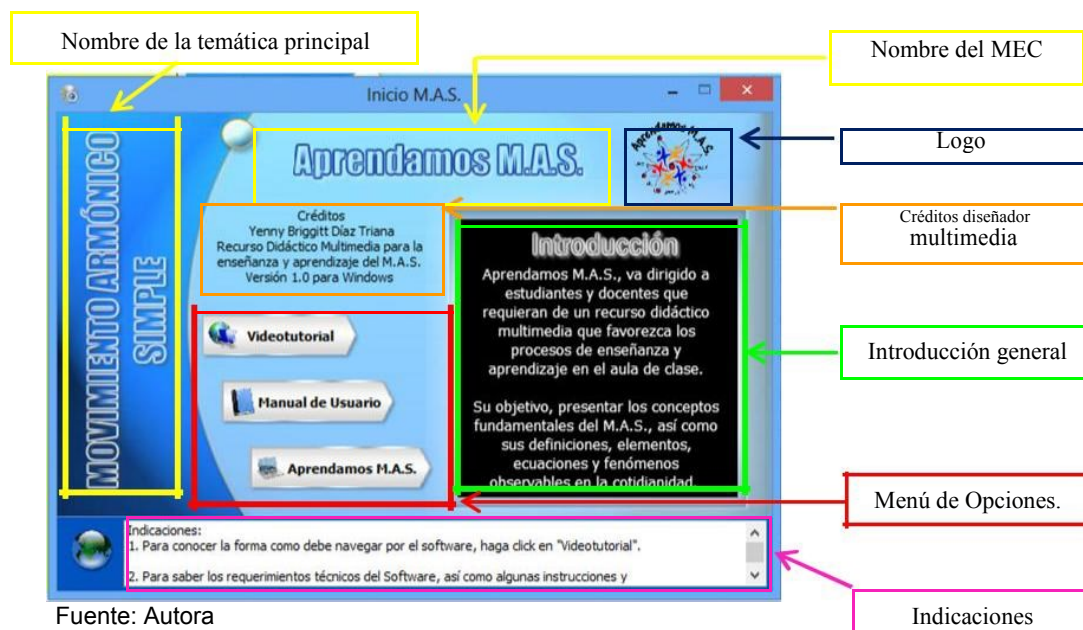 Nombre de la temática principal
Nombre del MEC
Inicio M.A.S.
MOVIMIENTO ARMÓNICO
SIMPLE
Aprendamos M.A.S.
Aprendamos M.A.S.
Logo
Créditos
Yenny Briggitt Díaz Triana
Recurso Didáctico Multimedia para la
enseñanza y aprendizaje del M.A.S.
Versión 1.0 para Windows
Créditos diseñador
multimedia
Introducción
Aprendamos M.A.S., va dirigido a
estudiantes y docentes que
requieran de un recurso didáctico
multimedia que favorezca los
procesos de enseñanza y
aprendizaje en el aula de clase.
Su objetivo, presentar los conceptos
fundamentales del M.A.S., así como
sus definiciones, elementos,
ecuaciones y fenómenos
observables en la cotidianidad.
Introducción general
Videotutorial
Manual de Usuario
Aprendamos M.A.S.
Menú de Opciones.
Indicaciones:
1. Para conocer la forma como debe navegar por el software, haga click en "Videotutorial".
2. Para saber los requerimientos técnicos del Software, así como algunas instrucciones y
Indicaciones
Fuente: Autora